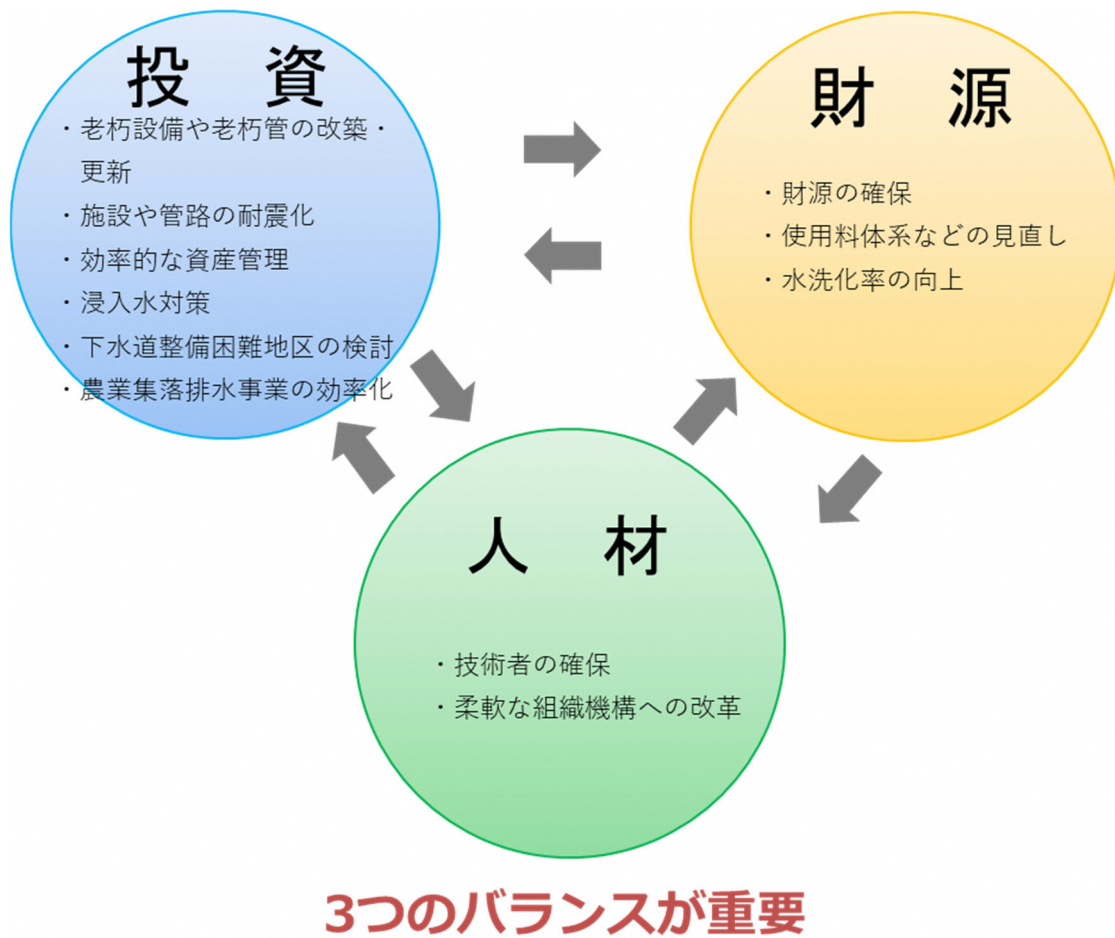 投 資
・老朽設備や老朽管の改築・
更新
・施設や管路の耐震化
・効率的な資産管理
・浸入水対策
・下水道整備困難地区の検討
・農業集落排水事業の効率化
財 源
・財源の確保
・使用料体系などの見直し
・水洗化率の向上
人 材
・技術者の確保
・柔軟な組織機構への改革
3つのバランスが重要